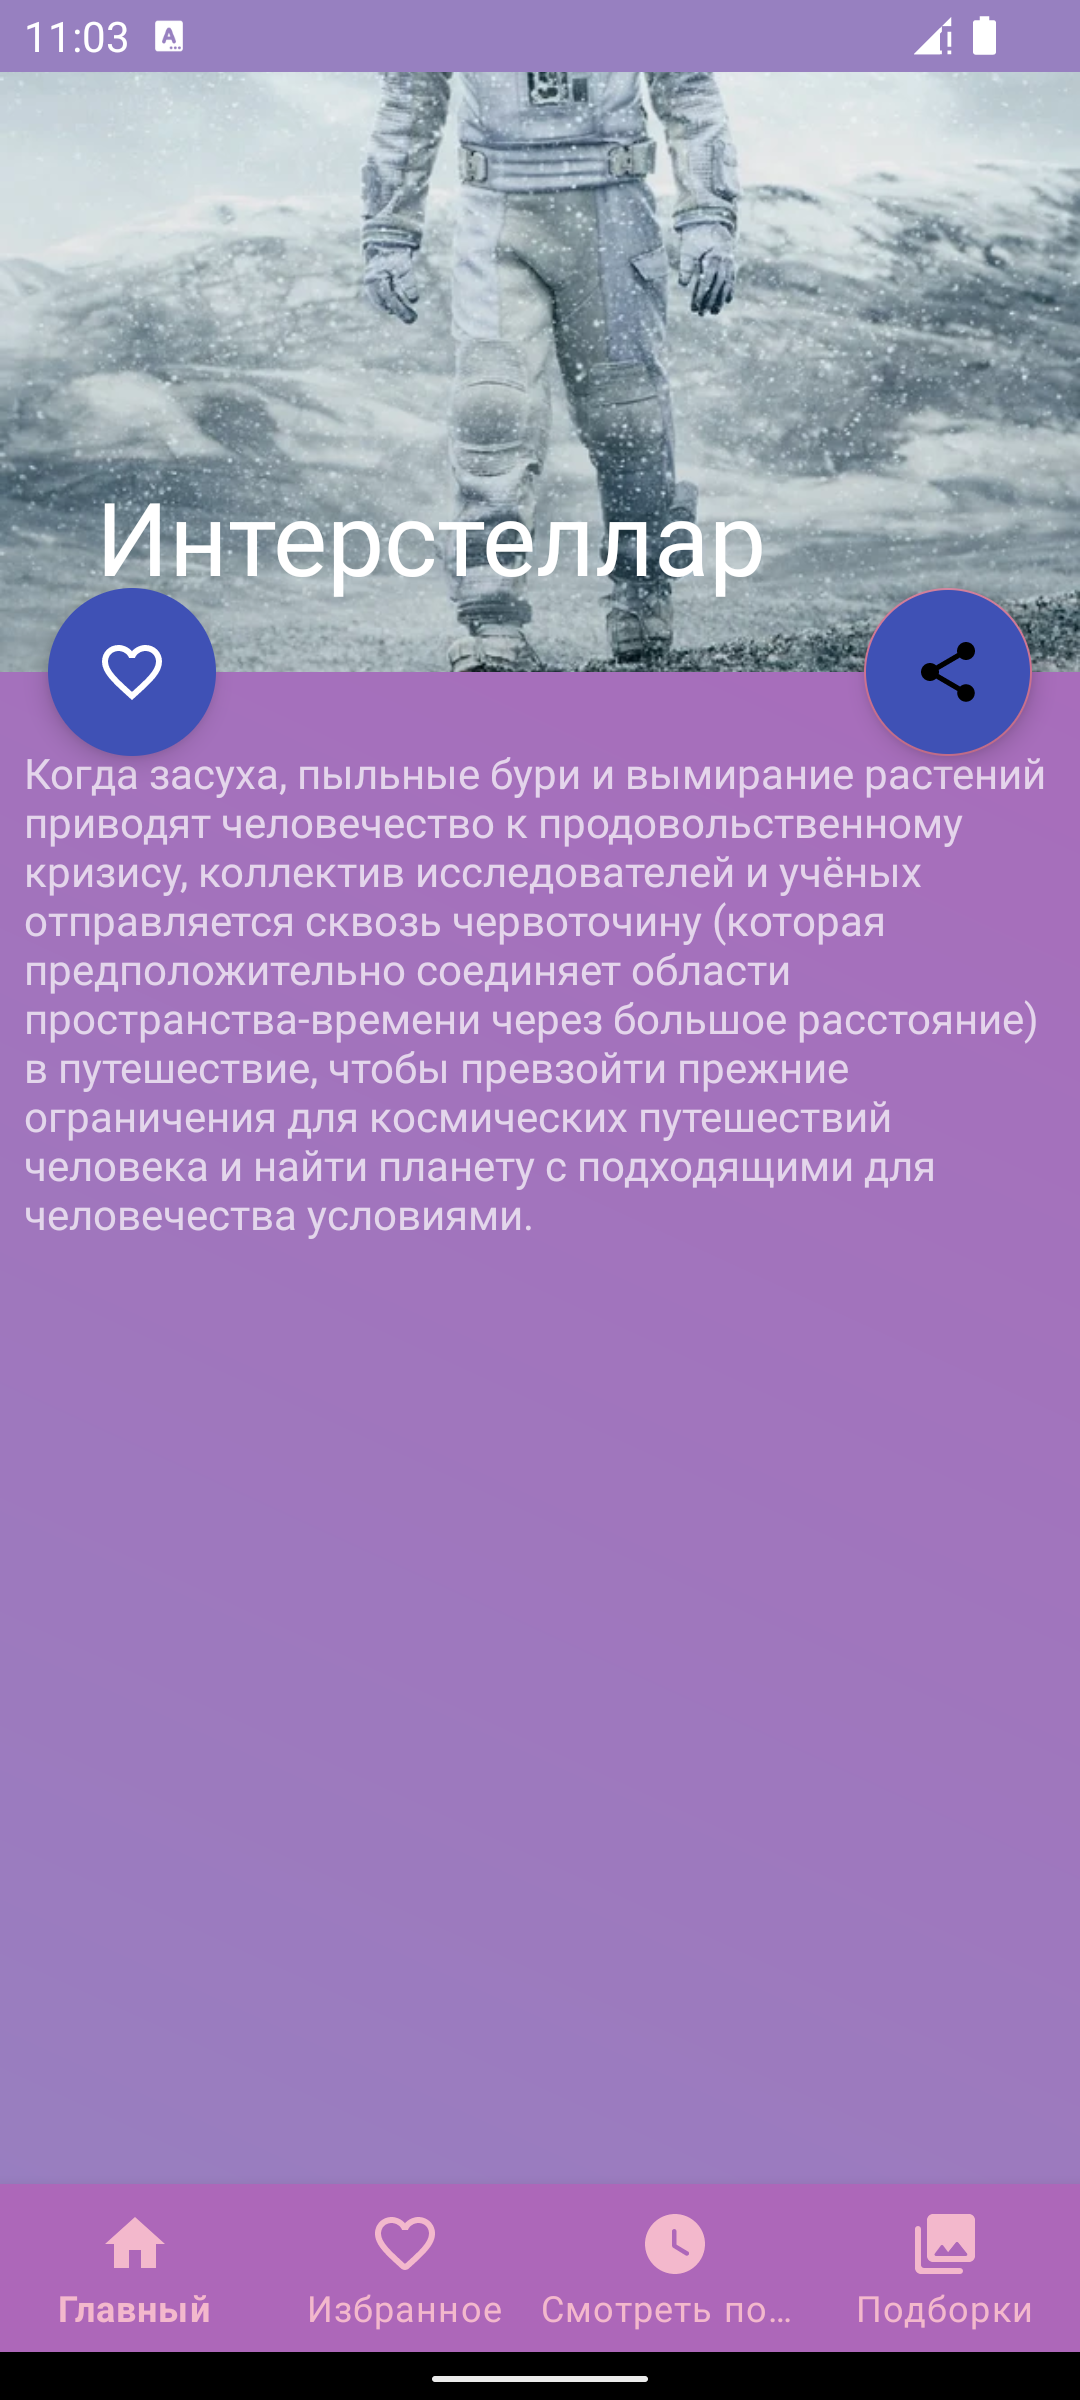 11:03
Интерстеллар
Когда засуха, пыльные бури и вымирание растений
приводят человечество к продовольственному
кризису, коллектив исследователей и учёных
отправляется сквозь червоточину (которая
предположительно соединяет области
пространства-времени через большое расстояние)
в путешествие, чтобы превзойти прежние
ограничения для космических путешествий
человека и найти планету с подходящими для
человечества условиями.
Главный
Избранное
Смотреть по...
Подборки